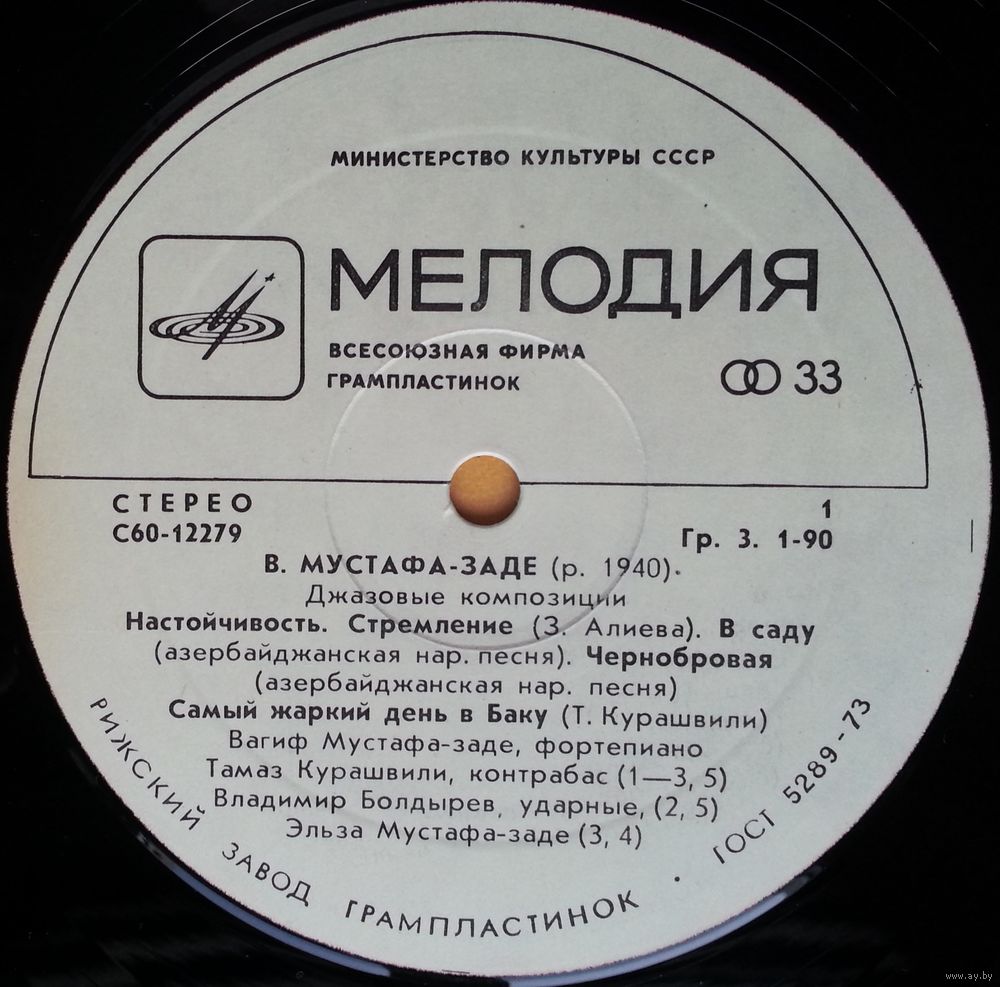 МИНИСТЕРСТВО КУЛЬТУРЫ СССР
МЕЛОДИЯ
ВСЕСОЮЗНАЯ ФИРМА
ГРАМПЛАСТИНОК
33
СТЕРЕО
1
С60-12279
Гр. 3. 1-90
В. МУСТАФА-ЗАДЕ (р. 1940).
Джазовые композиции
Настойчивость. Стремление (З. Алиева). В саду
(азербайджанская нар. песня). Чернобровая
(азербайджанская нар. песня)
Самый жаркий день в Баку (Т. Курашвили)
Вагиф Мустафа-заде, фортепиано
Тамаз Курашвили, контрабас (1—3, 5)
Владимир Болдырев, ударные, (2, 5)
Эльза Мустафа-заде (3, 4)
РИЖСКИЙ ЗАВОД ГРАМПЛАСТИНОК · ГОСТ 5289-73
www.ay.by